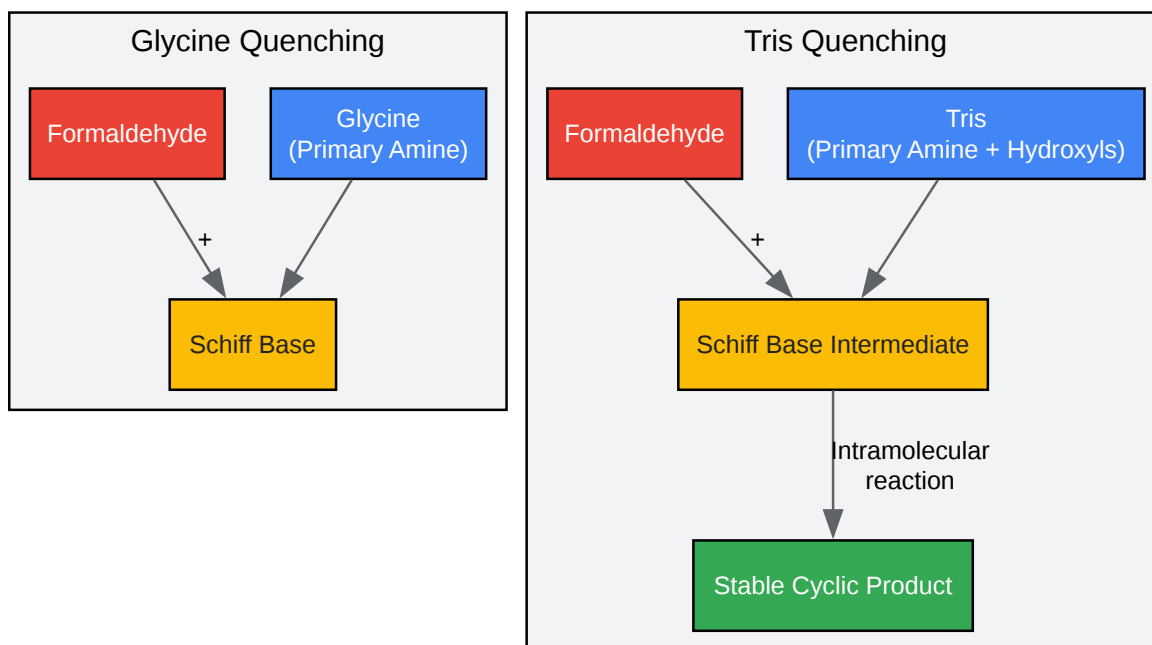 Glycine Quenching
Formaldehyde
Glycine
(Primary Amine)
+
Schiff Base
Tris Quenching
Formaldehyde
Tris
(Primary Amine + Hydroxyls)
+
Schiff Base Intermediate
Intramolecular
reaction
Stable Cyclic Product